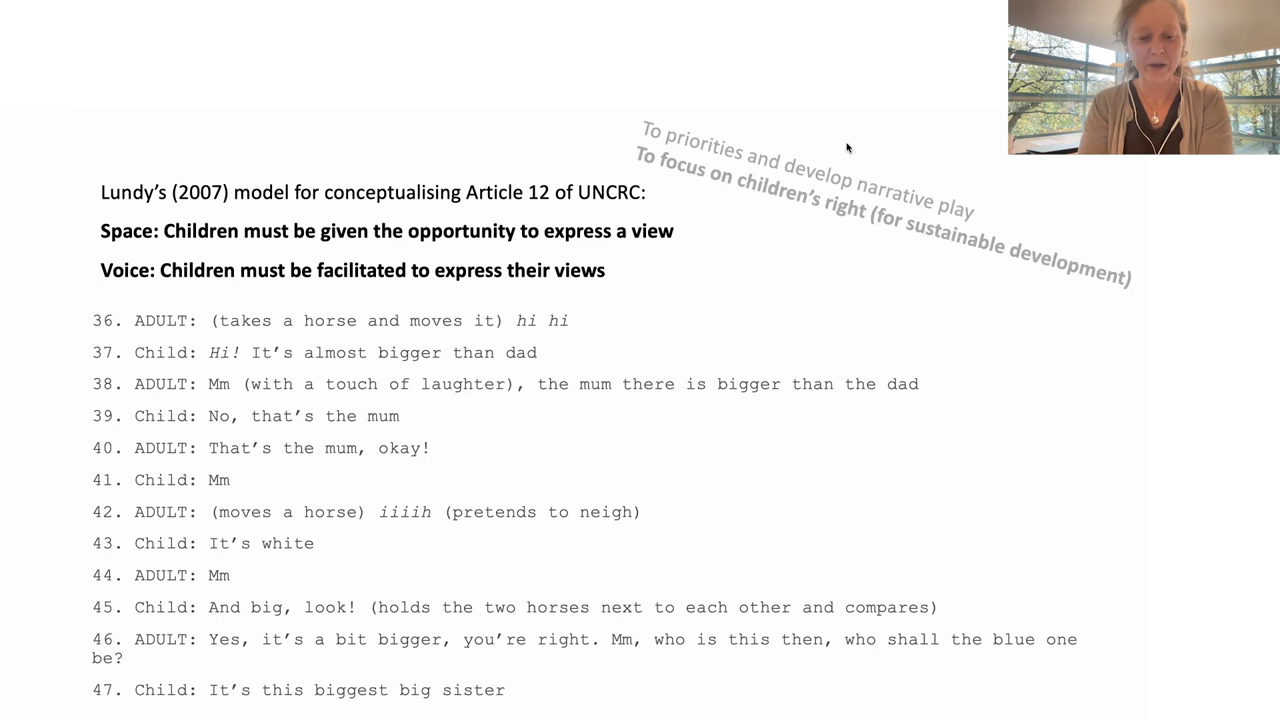 To priorities and develop narrative play
To focus on children's right (for sustainable development)
Lundy's (2007) model for conceptualising Article 12 of UNCRC:
Space: Children must be given the opportunity to express a view
Voice: Children must be facilitated to express their views
36. ADULT: (takes a horse and moves it) hi hi
37. Child: Hi! It's almost bigger than dad
38. ADULT: Mm (with a touch of laughter), the mum there is bigger than the dad
39. Child: No, that's the mum
40. ADULT: That's the mum, okay!
41. Child: Mm
42. ADULT: (moves a horse) iiiih (pretends to neigh)
43. Child: It's white
44. ADULT: Mm
45. Child: And big, look! (holds the two horses next to each other and compares)
46. ADULT: Yes, it's a bit bigger, you're right. Mm, who is this then, who shall the blue one
be?
47. Child: It's this biggest big sister